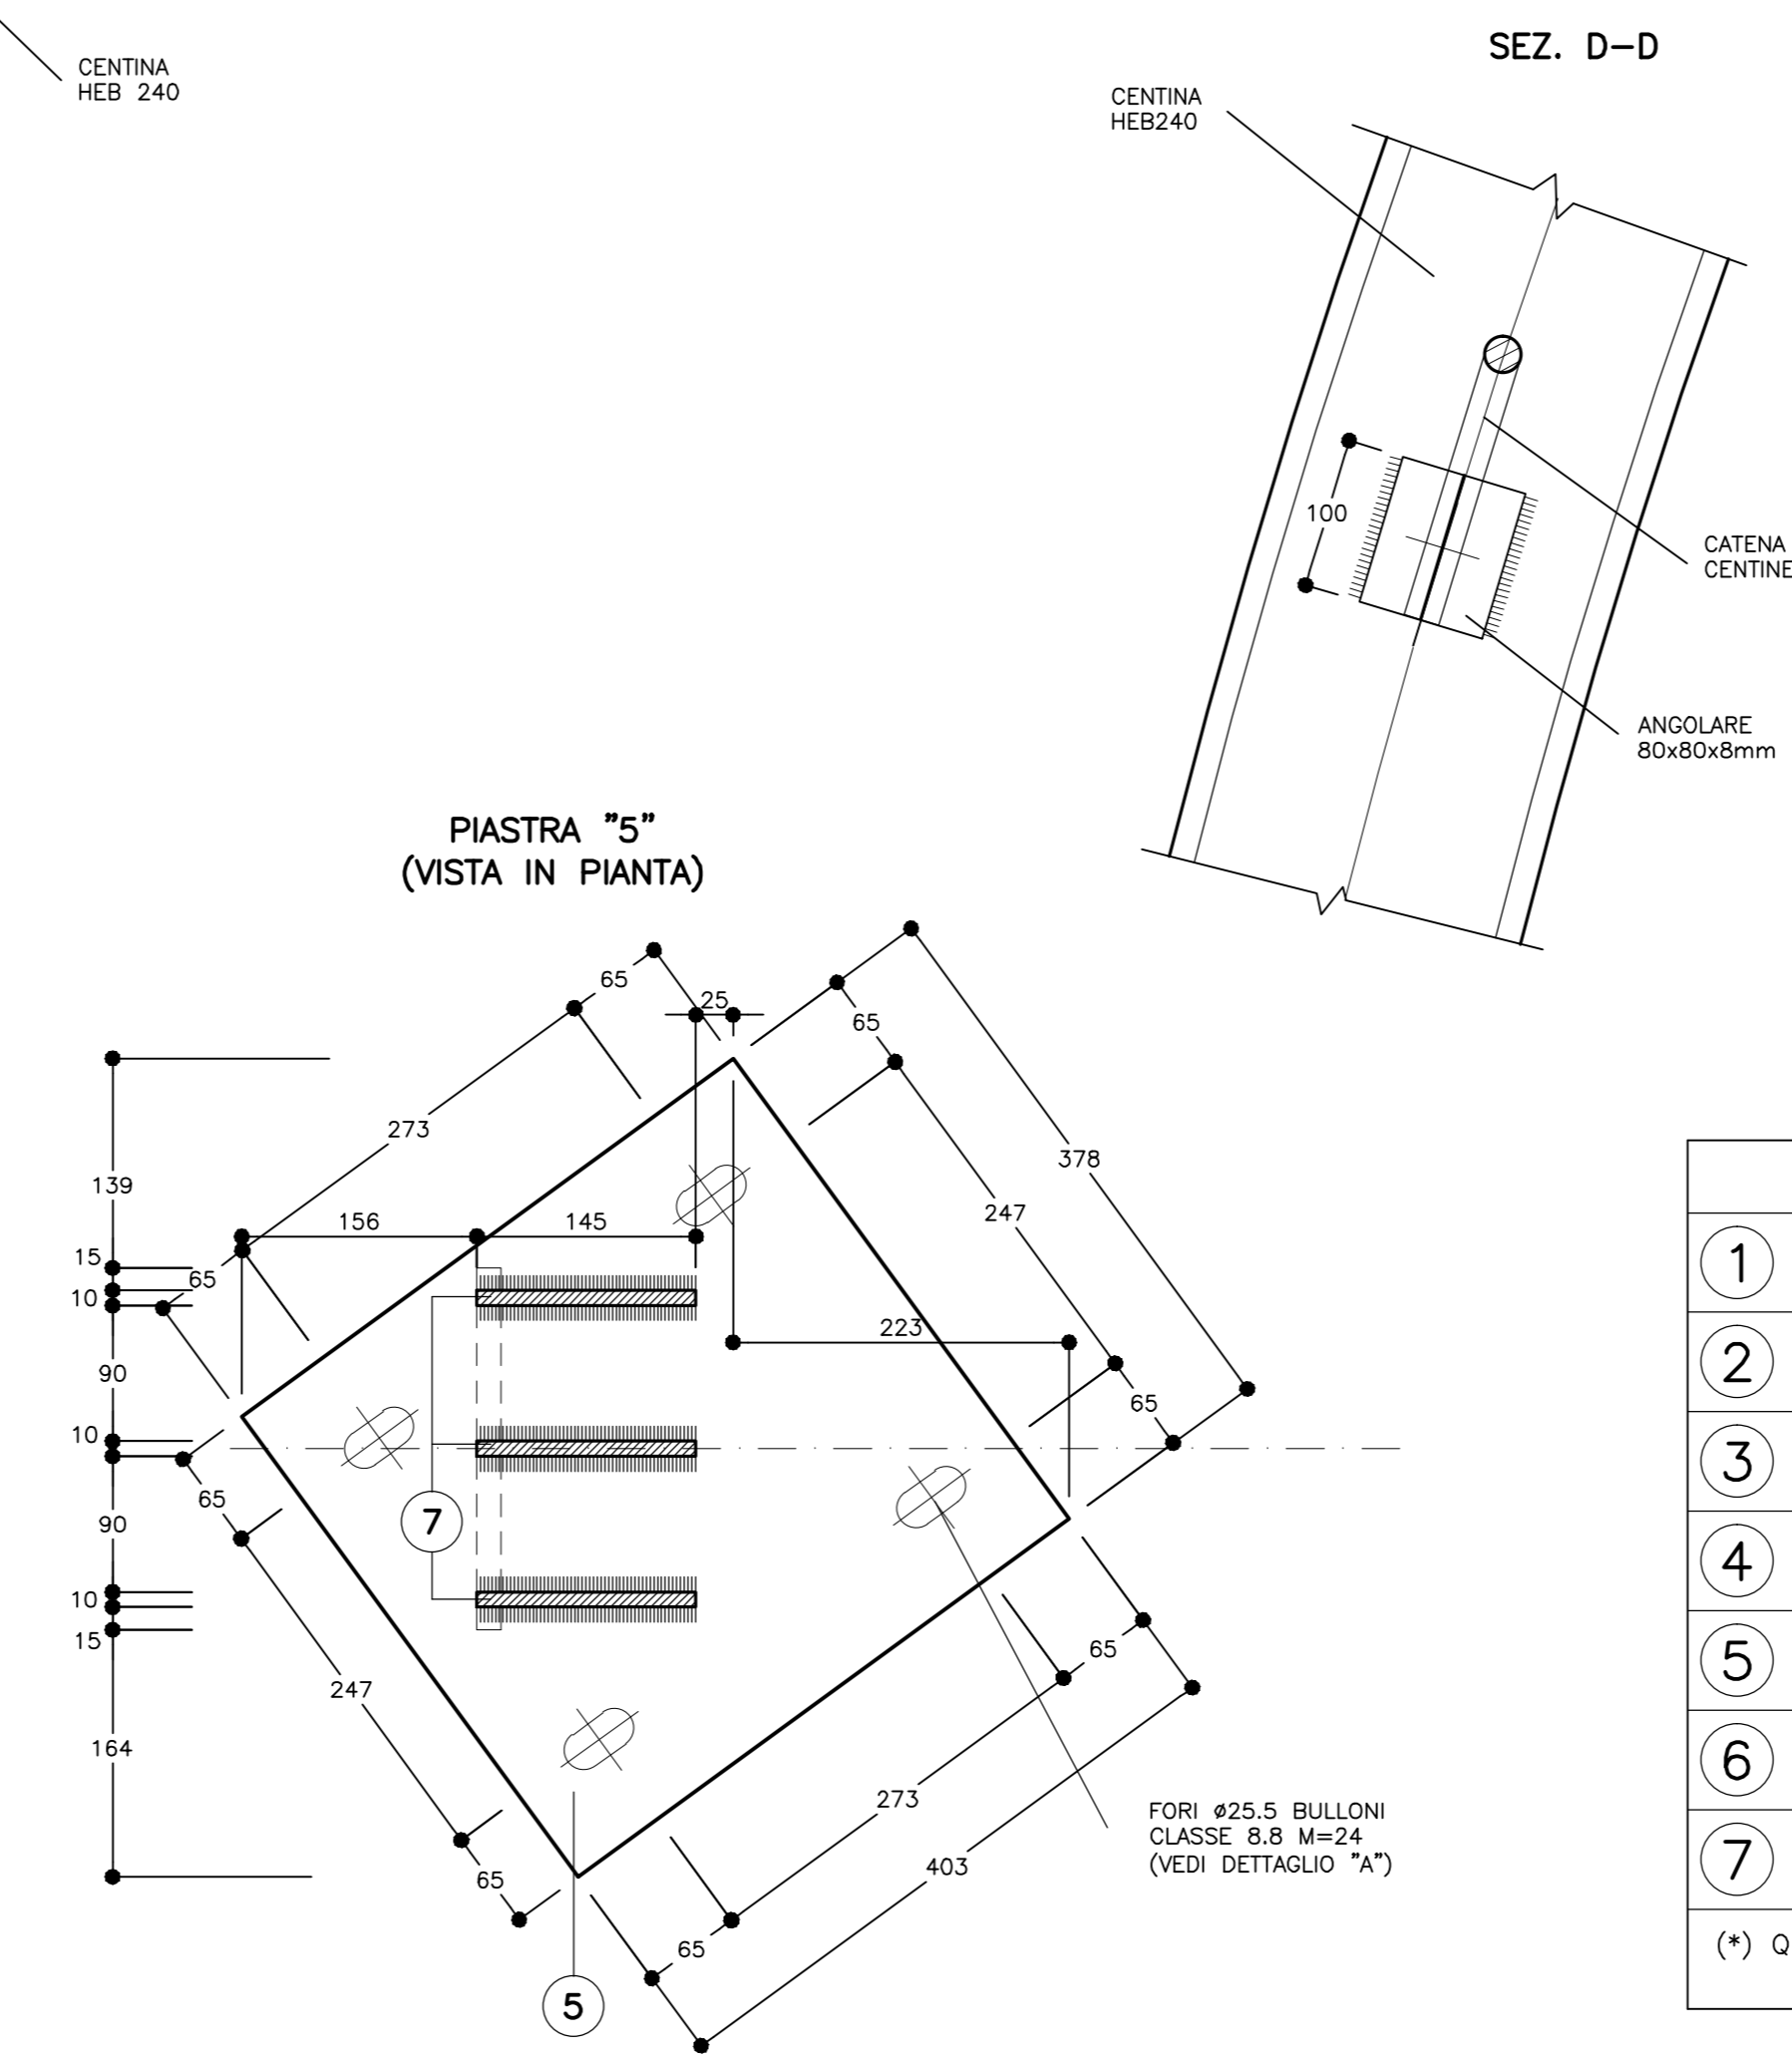 CENTINA
HEB 240
SEZ. D-D
CENTINA
HEB240
100
CATENA
CENTINE
ANGOLARE
80x80x8mm
PIASTRA "5"
(VISTA IN PIANTA)
65
25
65
273
378
139
247
156
145
15
65
10
223
90
65
10
65
7
90
10
15
65
247
164
273
65
403
65
5
FORI ø25.5 BULLONI
CLASSE 8.8 M=24
(VEDI DETTAGLIO "A")
1
2
3
4
5
6
7
(*) Q